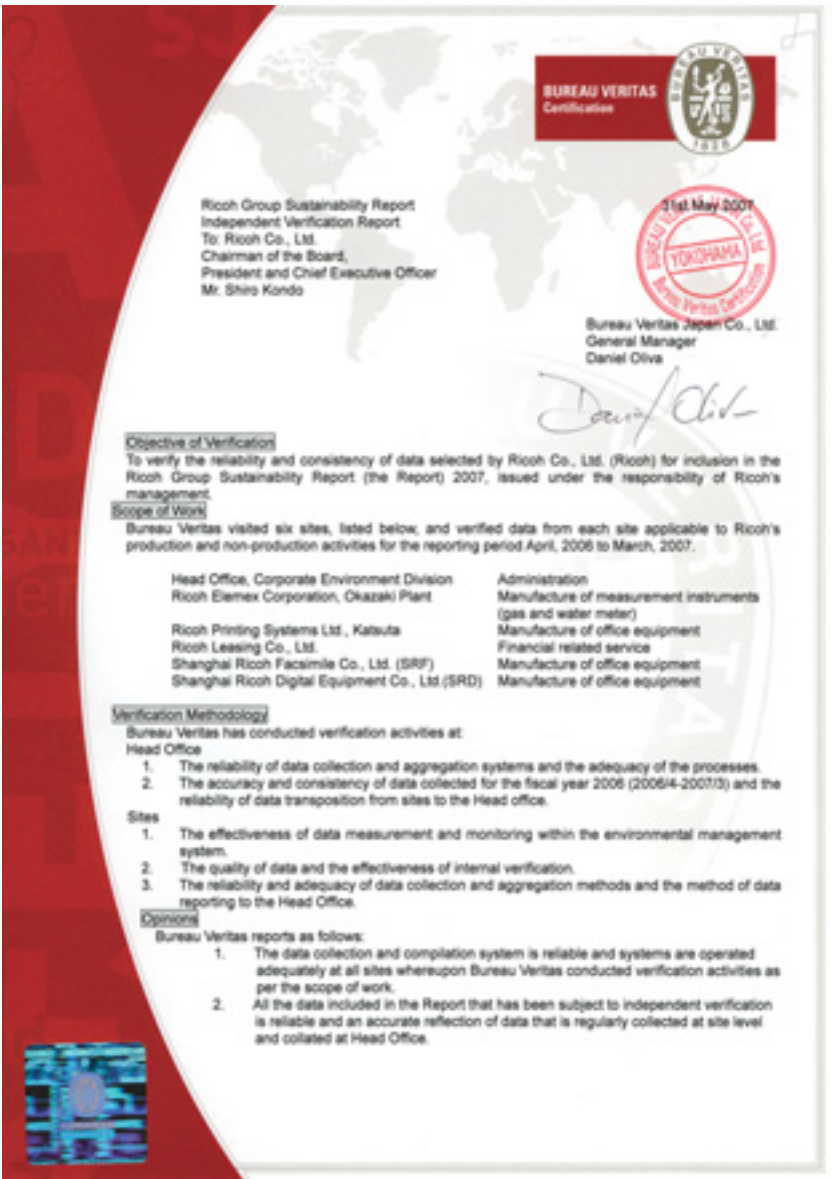 BUREAU VERITAS
Certification
BUREAU VERITAS
1828
Ricoh Group Sustainability Report
Independent Verification Report
To: Ricoh Co., Ltd.
Chairman of the Board,
President and Chief Executive Officer
Mr. Shiro Kondo
31st May 2007
YOKOHAMA
Bureau Veritas Certification
Bureau Veritas Japan Co., Ltd.
General Manager
Daniel Oliva
Objective of Verification
To verify the reliability and consistency of data selected by Ricoh Co., Ltd. (Ricoh) for inclusion in the
Ricoh Group Sustainability Report (the Report) 2007, issued under the responsibility of Ricoh's
management.
Scope of Work
Bureau Veritas visited six sites, listed below, and verified data from each site applicable to Ricoh's
production and non-production activities for the reporting period April, 2006 to March, 2007.
Head Office, Corporate Environment Division Administration
Ricoh Elemex Corporation, Okazaki Plant Manufacture of measurement instruments
(gas and water meter)
Ricoh Printing Systems Ltd., Katsuta Manufacture of office equipment
Ricoh Leasing Co., Ltd. Financial related service
Shanghai Ricoh Facsimile Co., Ltd. (SRF) Manufacture of office equipment
Shanghai Ricoh Digital Equipment Co., Ltd.(SRD) Manufacture of office equipment
Verification Methodology
Bureau Veritas has conducted verification activities at:
Head Office
1. The reliability of data collection and aggregation systems and the adequacy of the processes.
2. The accuracy and consistency of data collected for the fiscal year 2006 (2006/4-2007/3) and the
reliability of data transposition from sites to the Head office.
Sites
1. The effectiveness of data measurement and monitoring within the environmental management
system.
2. The quality of data and the effectiveness of internal verification.
3. The reliability and adequacy of data collection and aggregation methods and the method of data
reporting to the Head Office.
Opinions
Bureau Veritas reports as follows:
1. The data collection and compilation system is reliable and systems are operated
adequately at all sites whereupon Bureau Veritas conducted verification activities as
per the scope of work.
2. All the data included in the Report that has been subject to independent verification
is reliable and an accurate reflection of data that is regularly collected at site level
and collated at Head Office.